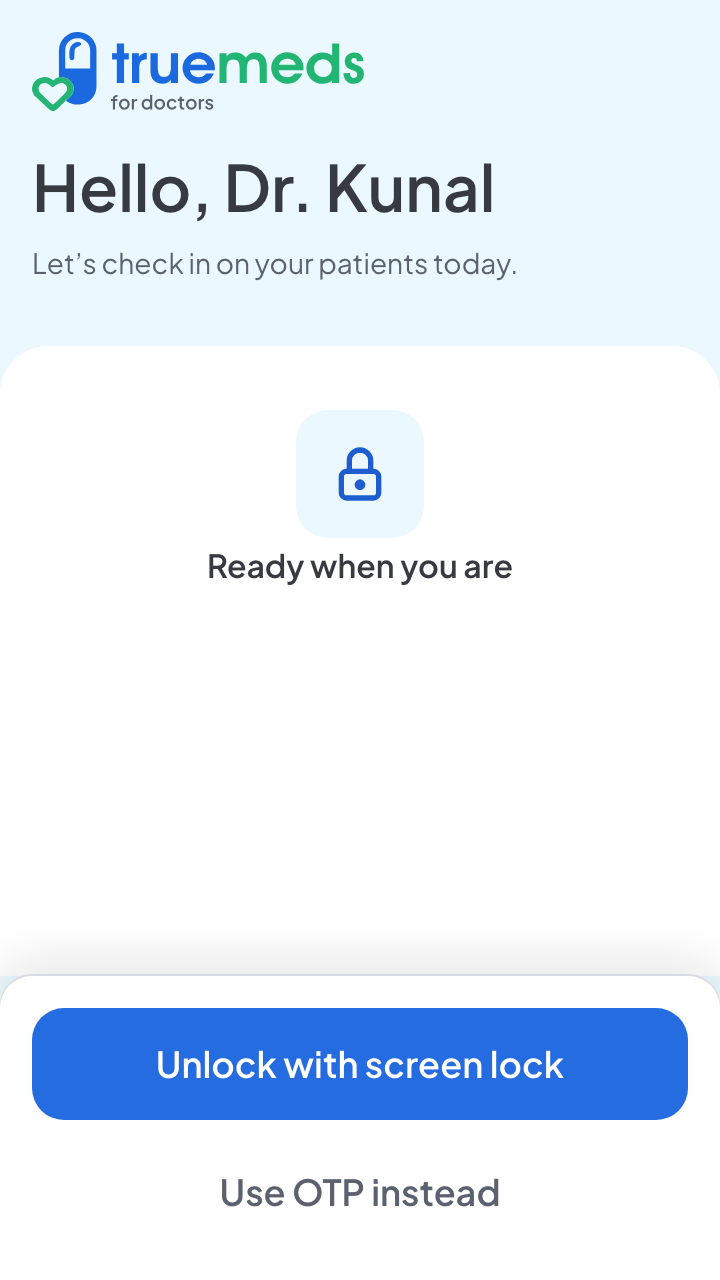 truemeds
for doctors
Hello, Dr. Kunal
Let’s check in on your patients today.
Ready when you are
Unlock with screen lock
Use OTP instead